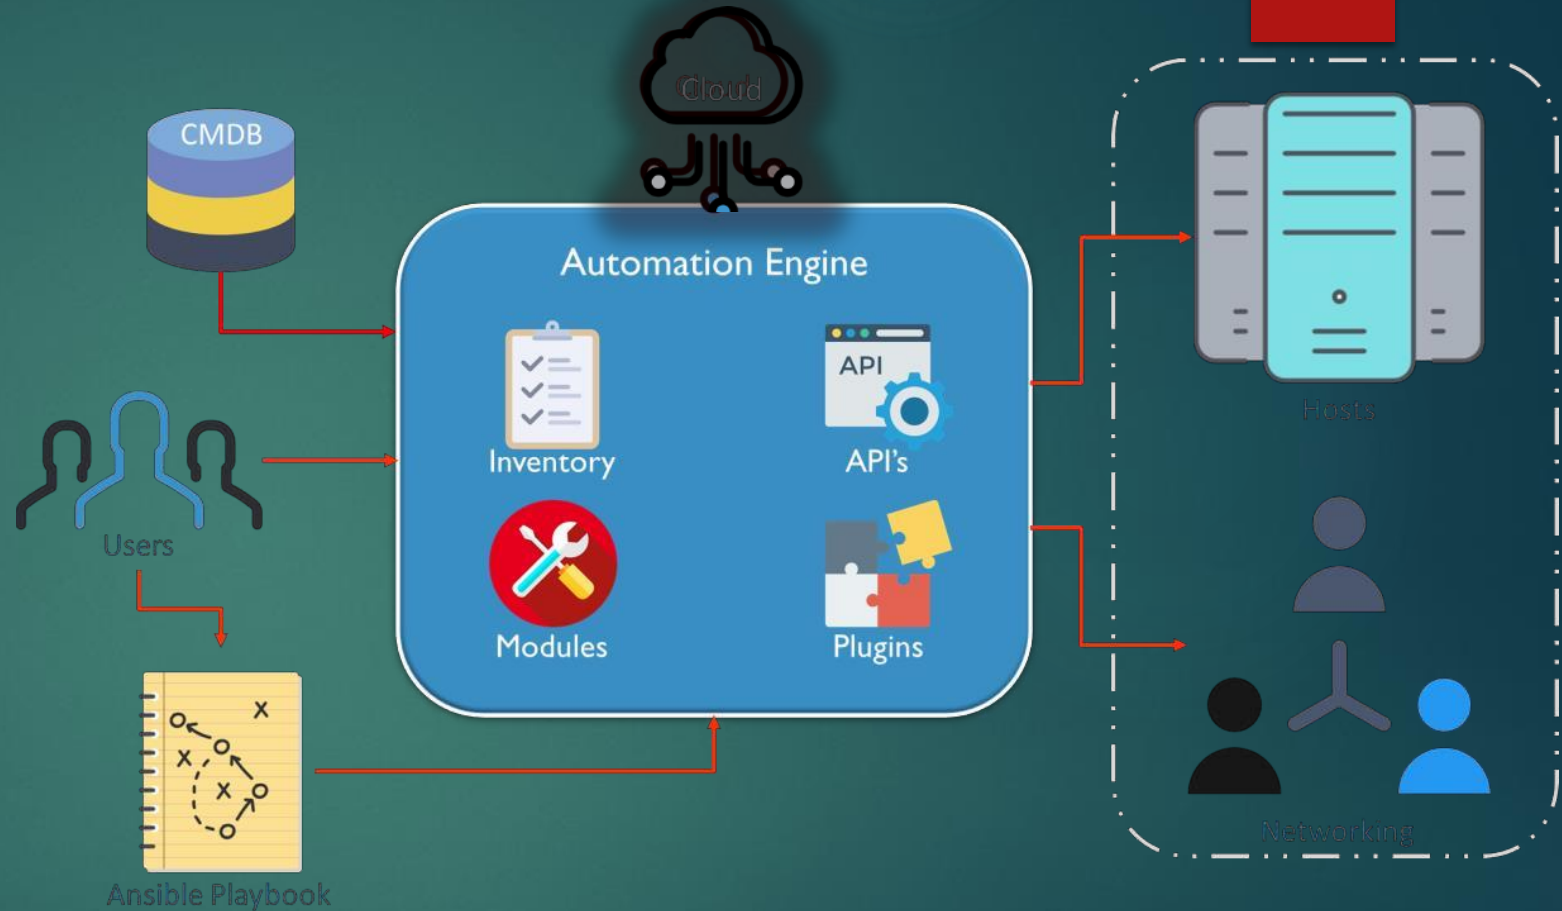 Cloud
CMDB
Automation Engine
API
Hosts
Inventory
API's
Users
Modules
Plugins
Networking
Ansible Playbook